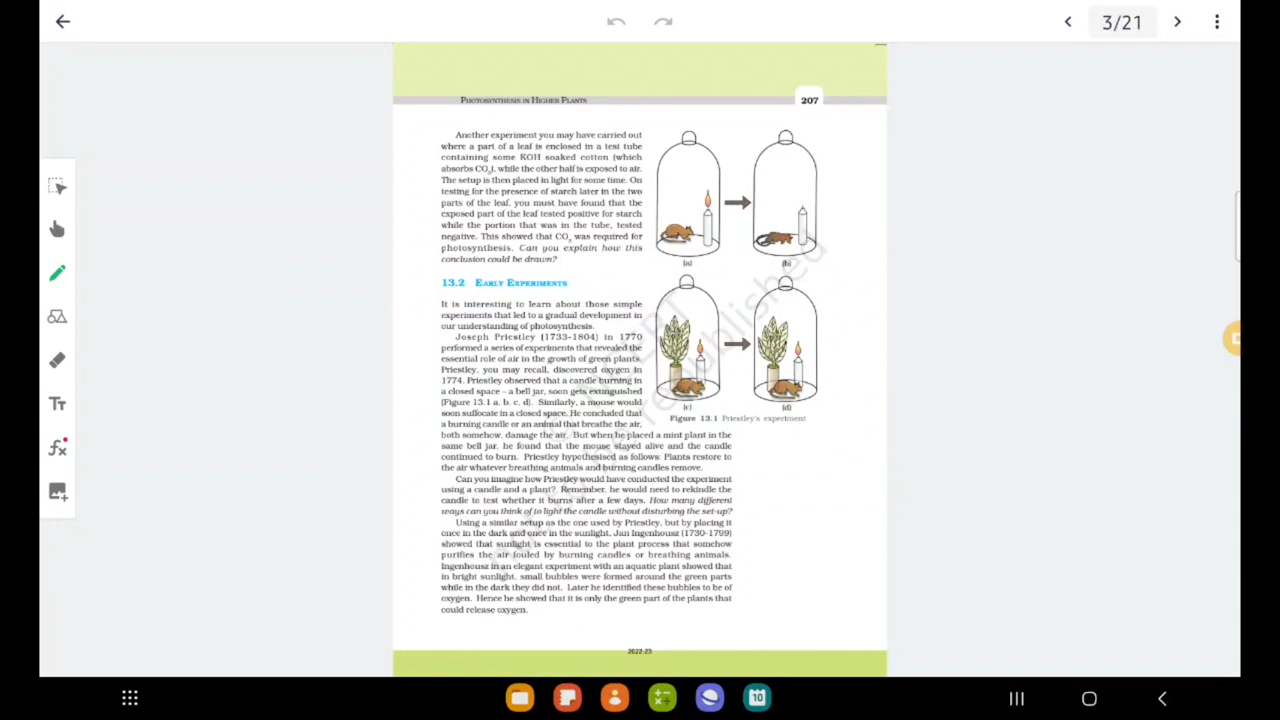 3/21
PHOTOSYNTHESIS IN HIGHER PLANTS
207
Another experiment you may have carried out
where a part of a leaf is enclosed in a test tube
containing some KOH soaked cotton (which
absorbs CO2), while the other half is exposed to air.
The setup is then placed in light for some time. On
testing for the presence of starch later in the two
parts of the leaf, you must have found that the
exposed part of the leaf tested positive for starch
while the portion that was in the tube, tested
negative. This showed that CO2 was required for
photosynthesis. Can you explain how this
conclusion could be drawn?
(a)
(b)
13.2 EARLY EXPERIMENTS
It is interesting to learn about those simple
experiments that led to a gradual development in
our understanding of photosynthesis.
Joseph Priestley (1733-1804) in 1770
performed a series of experiments that revealed the
essential role of air in the growth of green plants.
Priestley, you may recall, discovered oxygen in
1774. Priestley observed that a candle burning in
a closed space – a bell jar, soon gets extinguished
(Figure 13.1 a, b, c, d). Similarly, a mouse would
soon suffocate in a closed space. He concluded that
a burning candle or an animal that breathe the air,
both somehow, damage the air. But when he placed a mint plant in the
same bell jar, he found that the mouse stayed alive and the candle
continued to burn. Priestley hypothesised as follows: Plants restore to
the air whatever breathing animals and burning candles remove.
(c)
(d)
Figure 13.1 Priestley's experiment
Can you imagine how Priestley would have conducted the experiment
using a candle and a plant? Remember, he would need to rekindle the
candle to test whether it burns after a few days. How many different
ways can you think of to light the candle without disturbing the set-up?
Using a similar setup as the one used by Priestley, but by placing it
once in the dark and once in the sunlight, Jan Ingenhousz (1730-1799)
showed that sunlight is essential to the plant process that somehow
purifies the air fouled by burning candles or breathing animals.
Ingenhousz in an elegant experiment with an aquatic plant showed that
in bright sunlight, small bubbles were formed around the green parts
while in the dark they did not. Later he identified these bubbles to be of
oxygen. Hence he showed that it is only the green part of the plants that
could release oxygen.
2022-23
Tт
fx
10